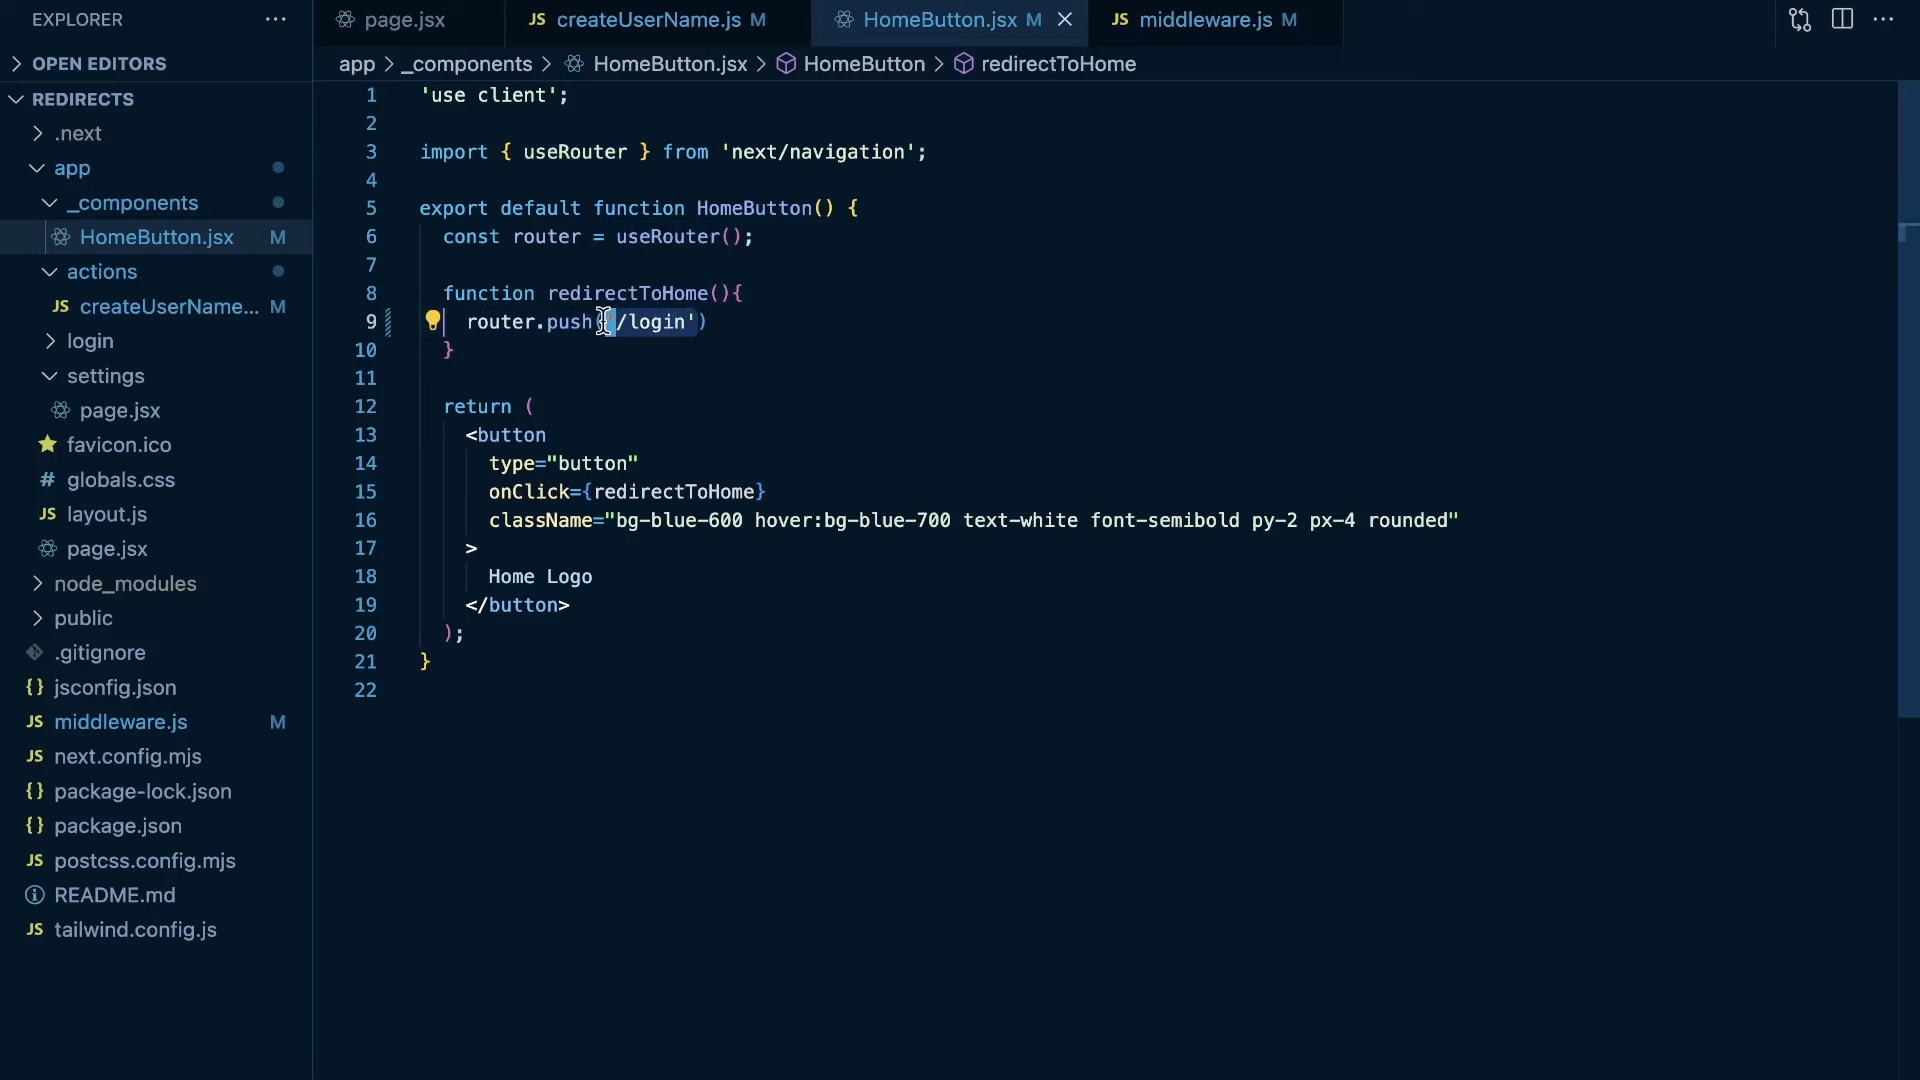 EXPLORER
OPEN EDITORS
REDIRECTS
.next
app
_components
HomeButton.jsx M
actions
createUserName... M
login
settings
page.jsx
favicon.ico
globals.css
JS layout.js
page.jsx
node_modules
public
.gitignore
{} jsconfig.json
JS middleware.js M
JS next.config.mjs
{} package-lock.json
{} package.json
JS postcss.config.mjs
README.md
JS tailwind.config.js
page.jsx JS createUserName.js M HomeButton.jsx M JS middleware.js M
app > _components > HomeButton.jsx > HomeButton > redirectToHome
1 'use client';
2
3 import { useRouter } from 'next/navigation';
4
5 export default function HomeButton() {
6 const router = useRouter();
7
8 function redirectToHome(){
9 router.push('/login')
10 }
11
12 return (
13 <button
14 type="button"
15 onClick={redirectToHome}
16 className="bg-blue-600 hover:bg-blue-700 text-white font-semibold py-2 px-4 rounded"
17 >
18 Home Logo
19 </button>
20 );
21 }
22